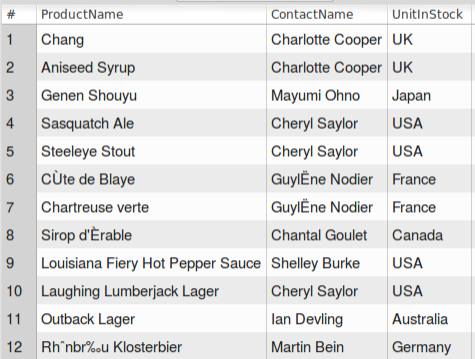 # ProductName ContactName UnitInStock
1 Chang Charlotte Cooper UK
2 Aniseed Syrup Charlotte Cooper UK
3 Genen Shouyu Mayumi Ohno Japan
4 Sasquatch Ale Cheryl Saylor USA
5 Steeleye Stout Cheryl Saylor USA
6 CÙte de Blaye GuylËne Nodier France
7 Chartreuse verte GuylËne Nodier France
8 Sirop d'Èrable Chantal Goulet Canada
9 Louisiana Fiery Hot Pepper Sauce Shelley Burke USA
10 Laughing Lumberjack Lager Cheryl Saylor USA
11 Outback Lager Ian Devling Australia
12 Rhˆnbr‰u Klosterbier Martin Bein Germany